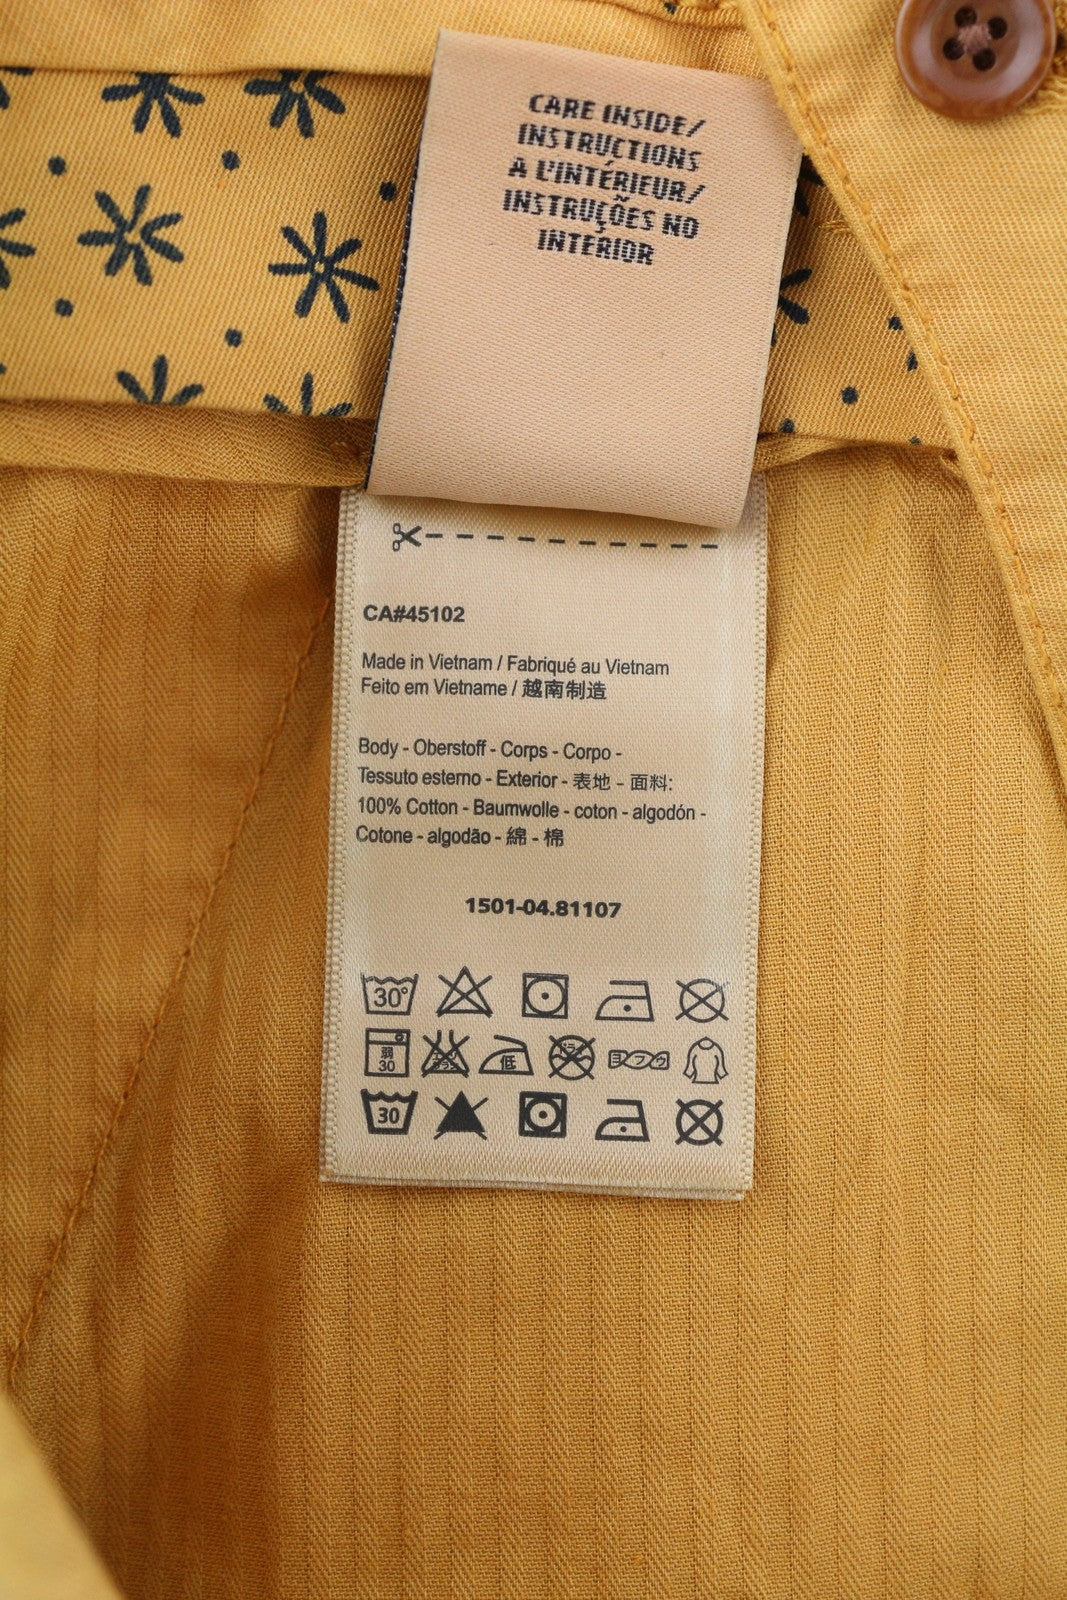 CARE INSIDE/
INSTRUCTIONS
A L'INTÉRIEUR/
INSTRUÇÕES NO
INTERIOR
CA#45102
Made in Vietnam / Fabriqué au Vietnam
Feito em Vietname / 越南制造
Body - Oberstoff - Corps - Corpo -
Tessuto esterno - Exterior - 表地 - 面料:
100% Cotton - Baumwolle - coton - algodón -
Cotone - algodão - 綿 - 棉
1501-04.81107
30°
弱
30
低
30